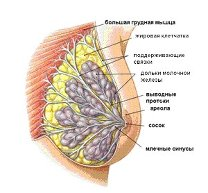 большая грудная мышца
жировая клетчатка
поддерживающие
связки
дольки молочной
железы
выводные
протоки
ареола
сосок
млечные синусы